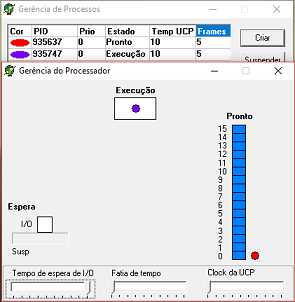 Gerência de Processos
Cor PID Prio Estado Temp UCP Frames
935637 0 Pronto 10 5
935747 0 Execução 10 5
Criar
Suspender
Gerência do Processador
Execução
Pronto
15
14
13
12
11
10
9
8
7
6
5
4
3
2
1
0
Espera
I/O
Susp
Tempo de espera de I/O Fatia de tempo Clock da UCP